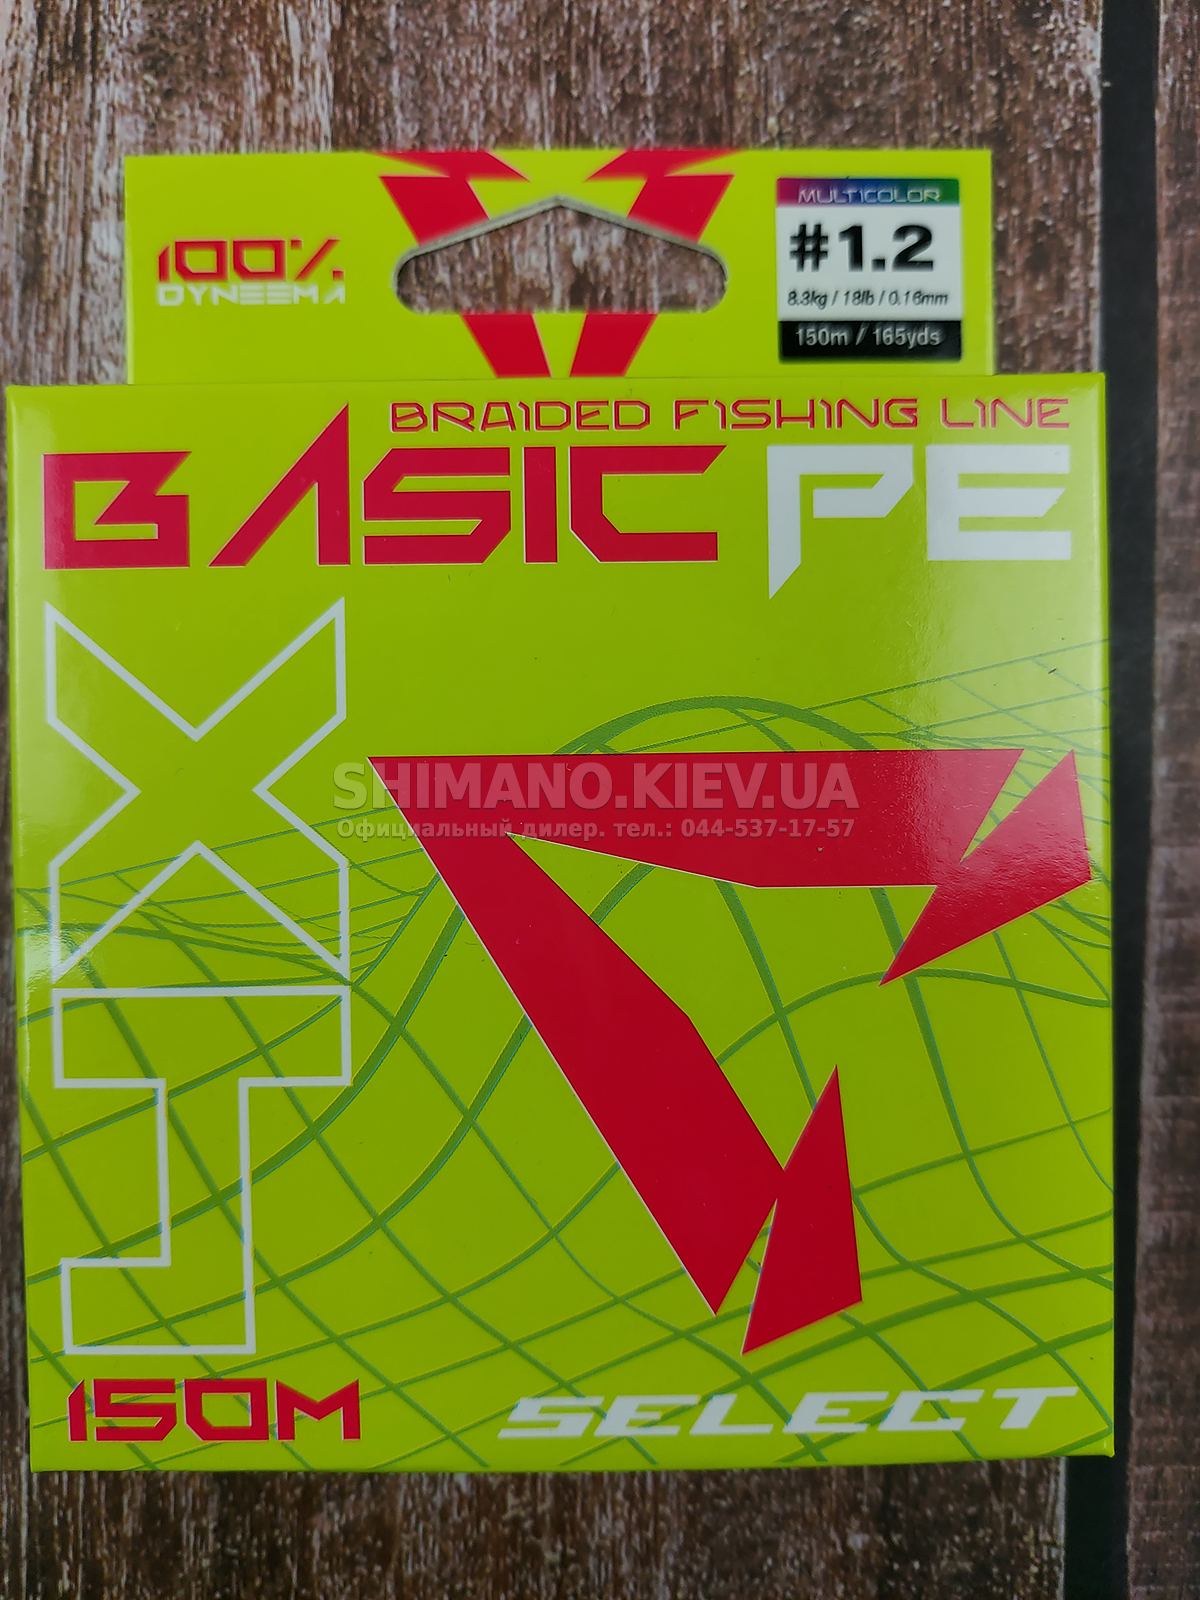 100%
DYNEEMA
MULTICOLOR
#1.2
8.3kg / 18lb / 0.16mm
150m / 165yds
BRAIDED FISHING LINE
BASIC PE
X
J
SHIMANO.KIEV.UA
Официальный дилер. тел.: 044-537-17-57
150M
SELECT